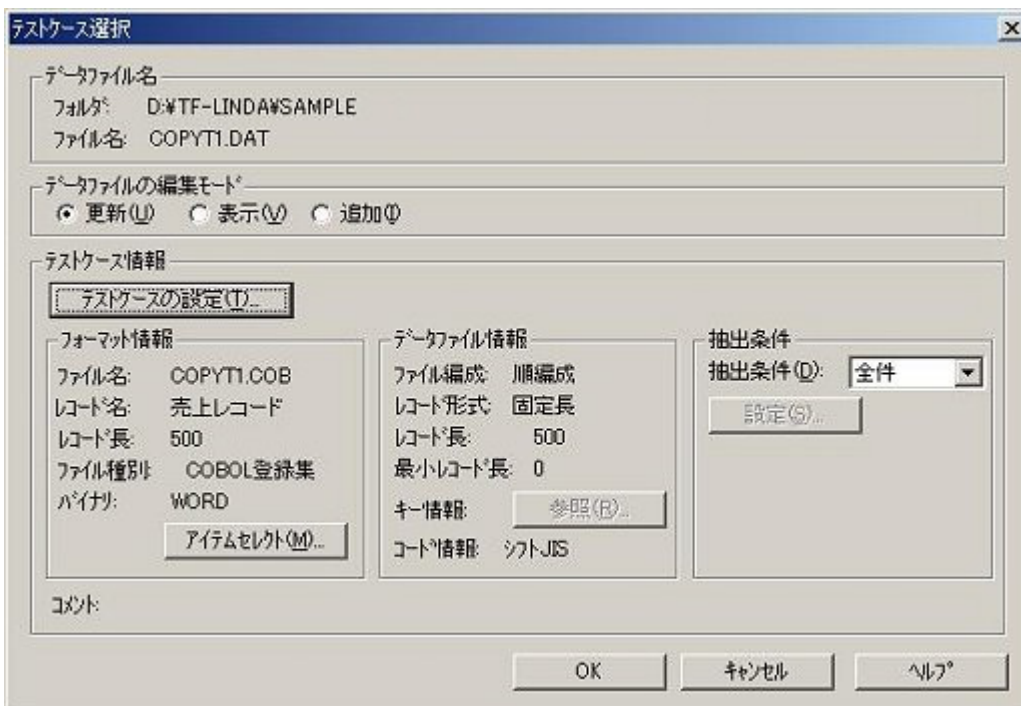 テストケース選択
データファイル名
フォルダ: D:¥TF-LINDA¥SAMPLE
ファイル名: COPYT1.DAT
データファイルの編集モード
更新(U) 表示(V) 追加(I)
テストケース情報
テストケースの設定(T)...
フォーマット情報
ファイル名: COPYT1.COB
レコード名: 売上レコード
レコード長: 500
ファイル種別: COBOL登録集
バイナリ: WORD
アイテムセレクト(M)...
データファイル情報
ファイル編成: 順編成
レコード形式: 固定長
レコード長: 500
最小レコード長: 0
キー情報: 参照(R)...
コード情報: シフトJIS
抽出条件
抽出条件(D): 全件
設定(S)...
コメント:
OK キャンセル ヘルプ